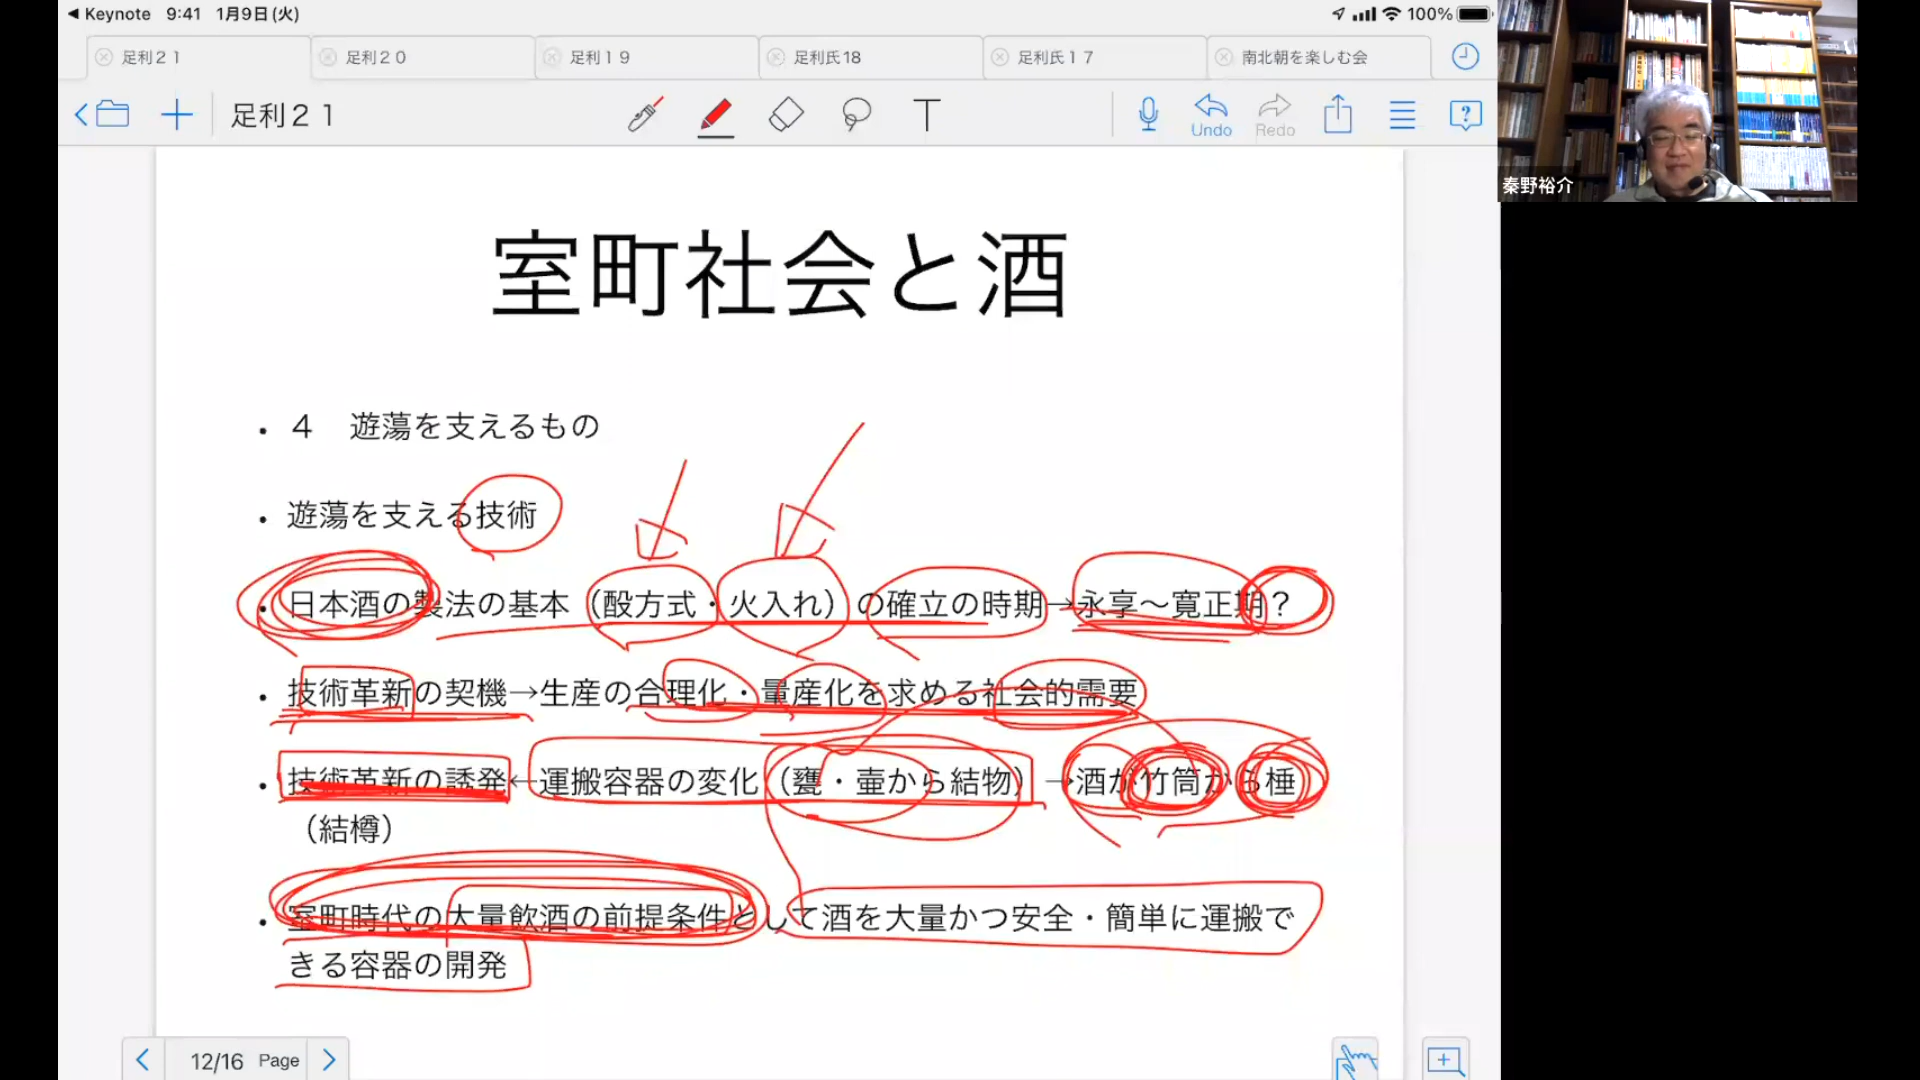 ◀ Keynote 9:41 1月9日(火) 100%
足利21 足利20 足利19 足利氏18 足利氏17 南北朝を楽しむ会
足利21 T Undo Redo
秦野裕介
室町社会と酒
• 4 遊蕩を支えるもの
• 遊蕩を支える技術
• 日本酒の製法の基本（酘方式・火入れ）の確立の時期→永享〜寛正期？
• 技術革新の契機→生産の合理化・量産化を求める社会的需要
• 技術革新の誘発←運搬容器の変化（甕・壷から結物）→酒が竹筒から棰
（結樽）
• 室町時代の大量飲酒の前提条件として酒を大量かつ安全・簡単に運搬で
きる容器の開発
12/16 Page